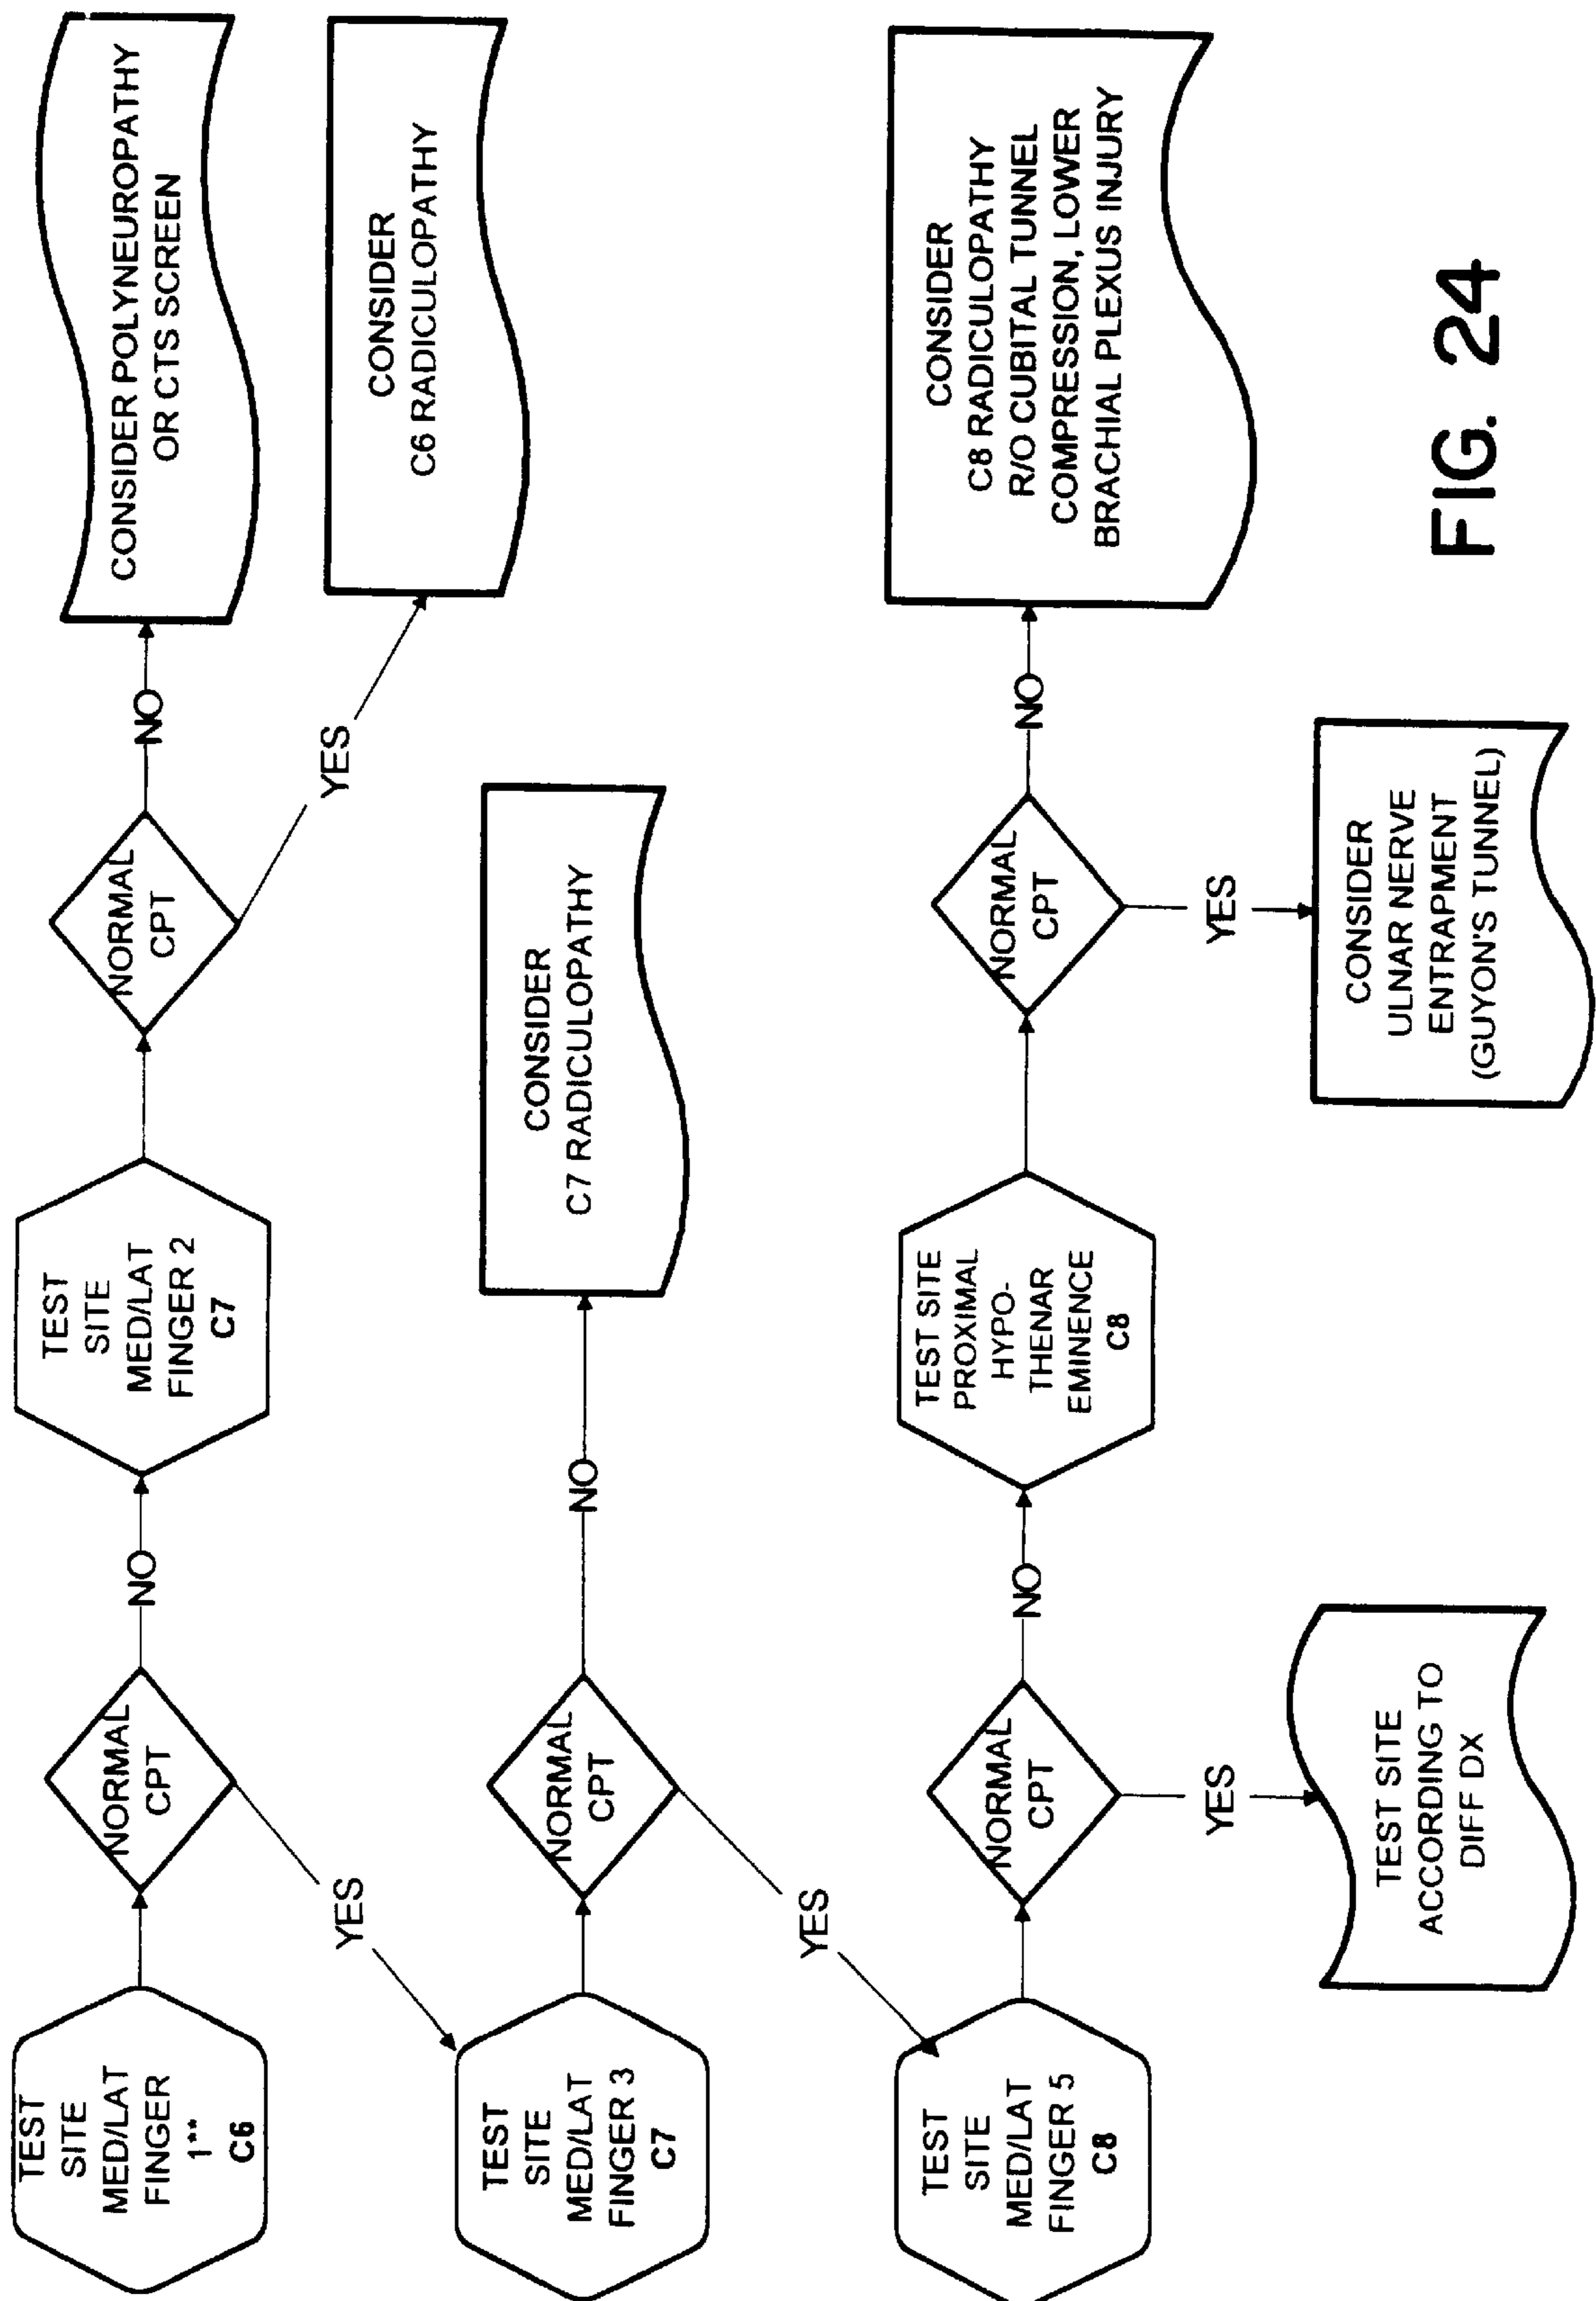 TEST
SITE
MED/LAT
FINGER
1**
C6
NORMAL
CPT
NO
YES
TEST
SITE
MED/LAT
FINGER 2
C7
NORMAL
CPT
NO
YES
CONSIDER POLYNEUROPATHY
OR CTS SCREEN
CONSIDER
C6 RADICULOPATHY
TEST
SITE
MED/LAT
FINGER 3
C7
NORMAL
CPT
NO
YES
CONSIDER
C7 RADICULOPATHY
TEST
SITE
MED/LAT
FINGER 5
C8
NORMAL
CPT
NO
YES
TEST SITE
ACCORDING TO
DIFF DX
TEST SITE
PROXIMAL
HYPO-
THENAR
EMINENCE
C8
NORMAL
CPT
NO
YES
CONSIDER
ULNAR NERVE
ENTRAPMENT
(GUYON'S TUNNEL)
CONSIDER
C8 RADICULOPATHY
R/O CUBITAL TUNNEL
COMPRESSION, LOWER
BRACHIAL PLEXUS INJURY
FIG. 24